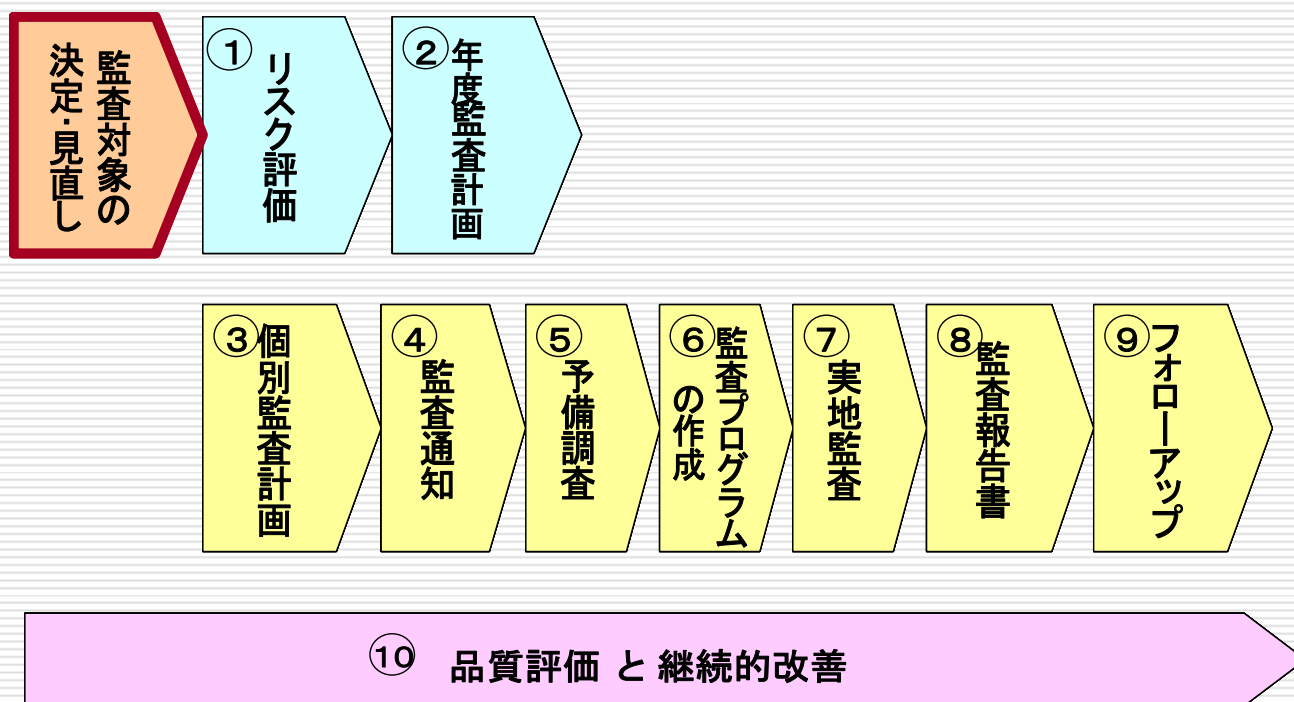 監査対象の
決定・見直し
①
リスク評価
②
年度監査計画
③
個別監査計画
④
監査通知
⑤
予備調査
⑥
監査プログラム
の作成
⑦
実地監査
⑧
監査報告書
⑨
フォローアップ
⑩
品質評価 と 継続的改善